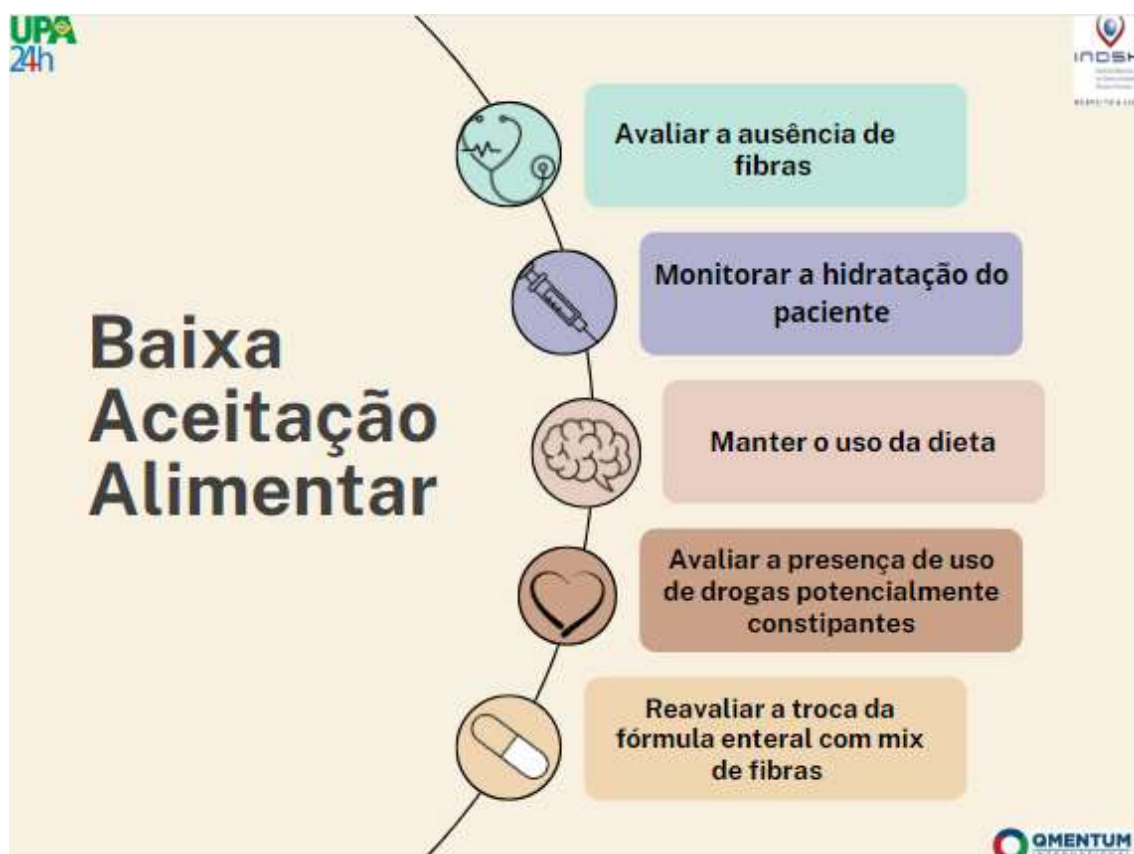 UPA
24h
INDSH
Baixa
Aceitação
Alimentar
Avaliar a ausência de
fibras
Monitorar a hidratação do
paciente
Manter o uso da dieta
Avaliar a presença de uso
de drogas potencialmente
constipantes
Reavaliar a troca da
fórmula enteral com mix
de fibras
QMENTUM